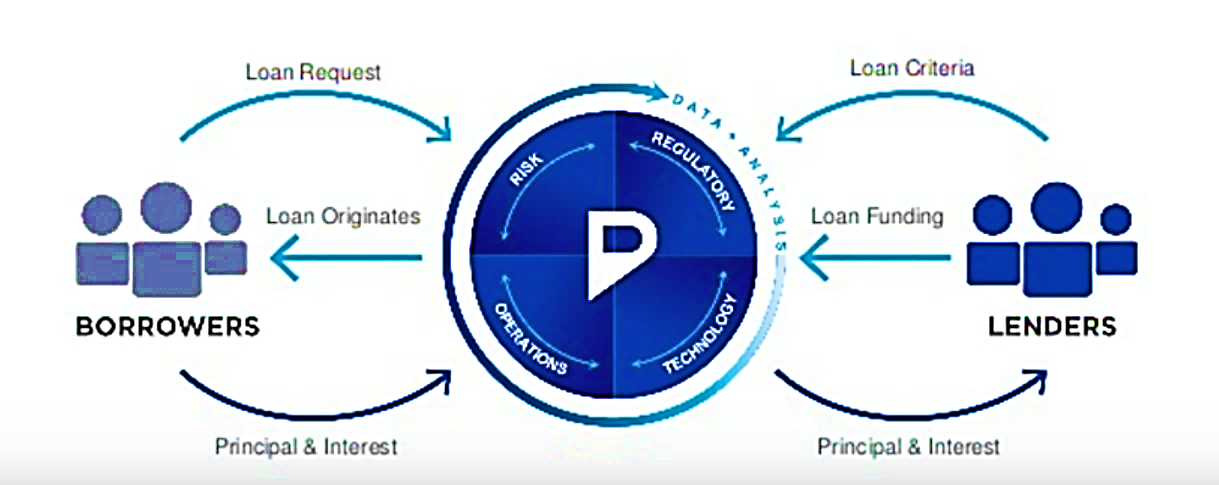 Loan Request
Loan Criteria
DATA + ANALYSIS
RISK
REGULATORY
Loan Originates
Loan Funding
P
BORROWERS
LENDERS
OPERATIONS
TECHNOLOGY
Principal & Interest
Principal & Interest